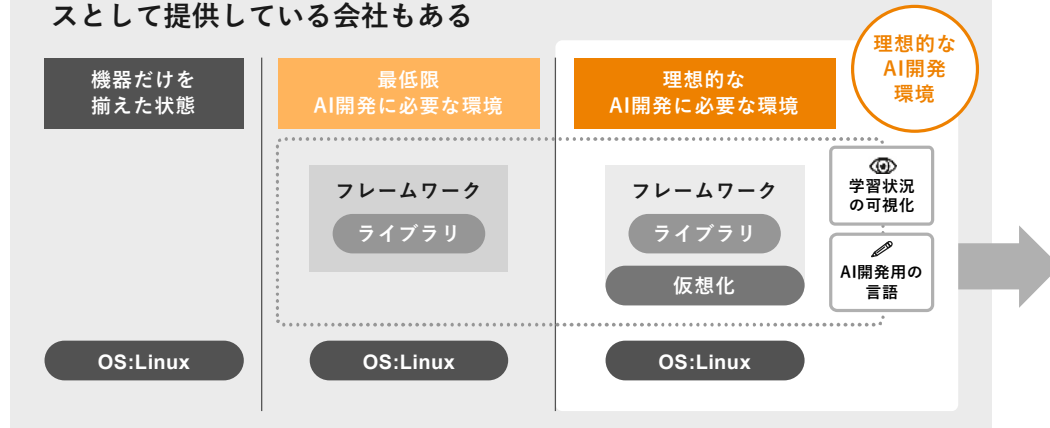 スとして提供している会社もある
理想的な
AI開発
環境
機器だけを
揃えた状態
最低限
AI開発に必要な環境
理想的な
AI開発に必要な環境
フレームワーク
ライブラリ
フレームワーク
ライブラリ
仮想化
学習状況
の可視化
AI開発用の
言語
OS:Linux
OS:Linux
OS:Linux